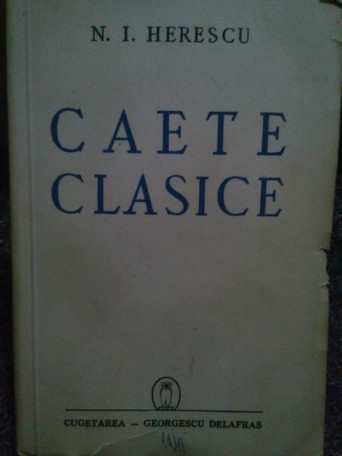 N. I. HERESCU
CAETE
CLASICE
CUGETAREA — GEORGESCU DELAFRAS